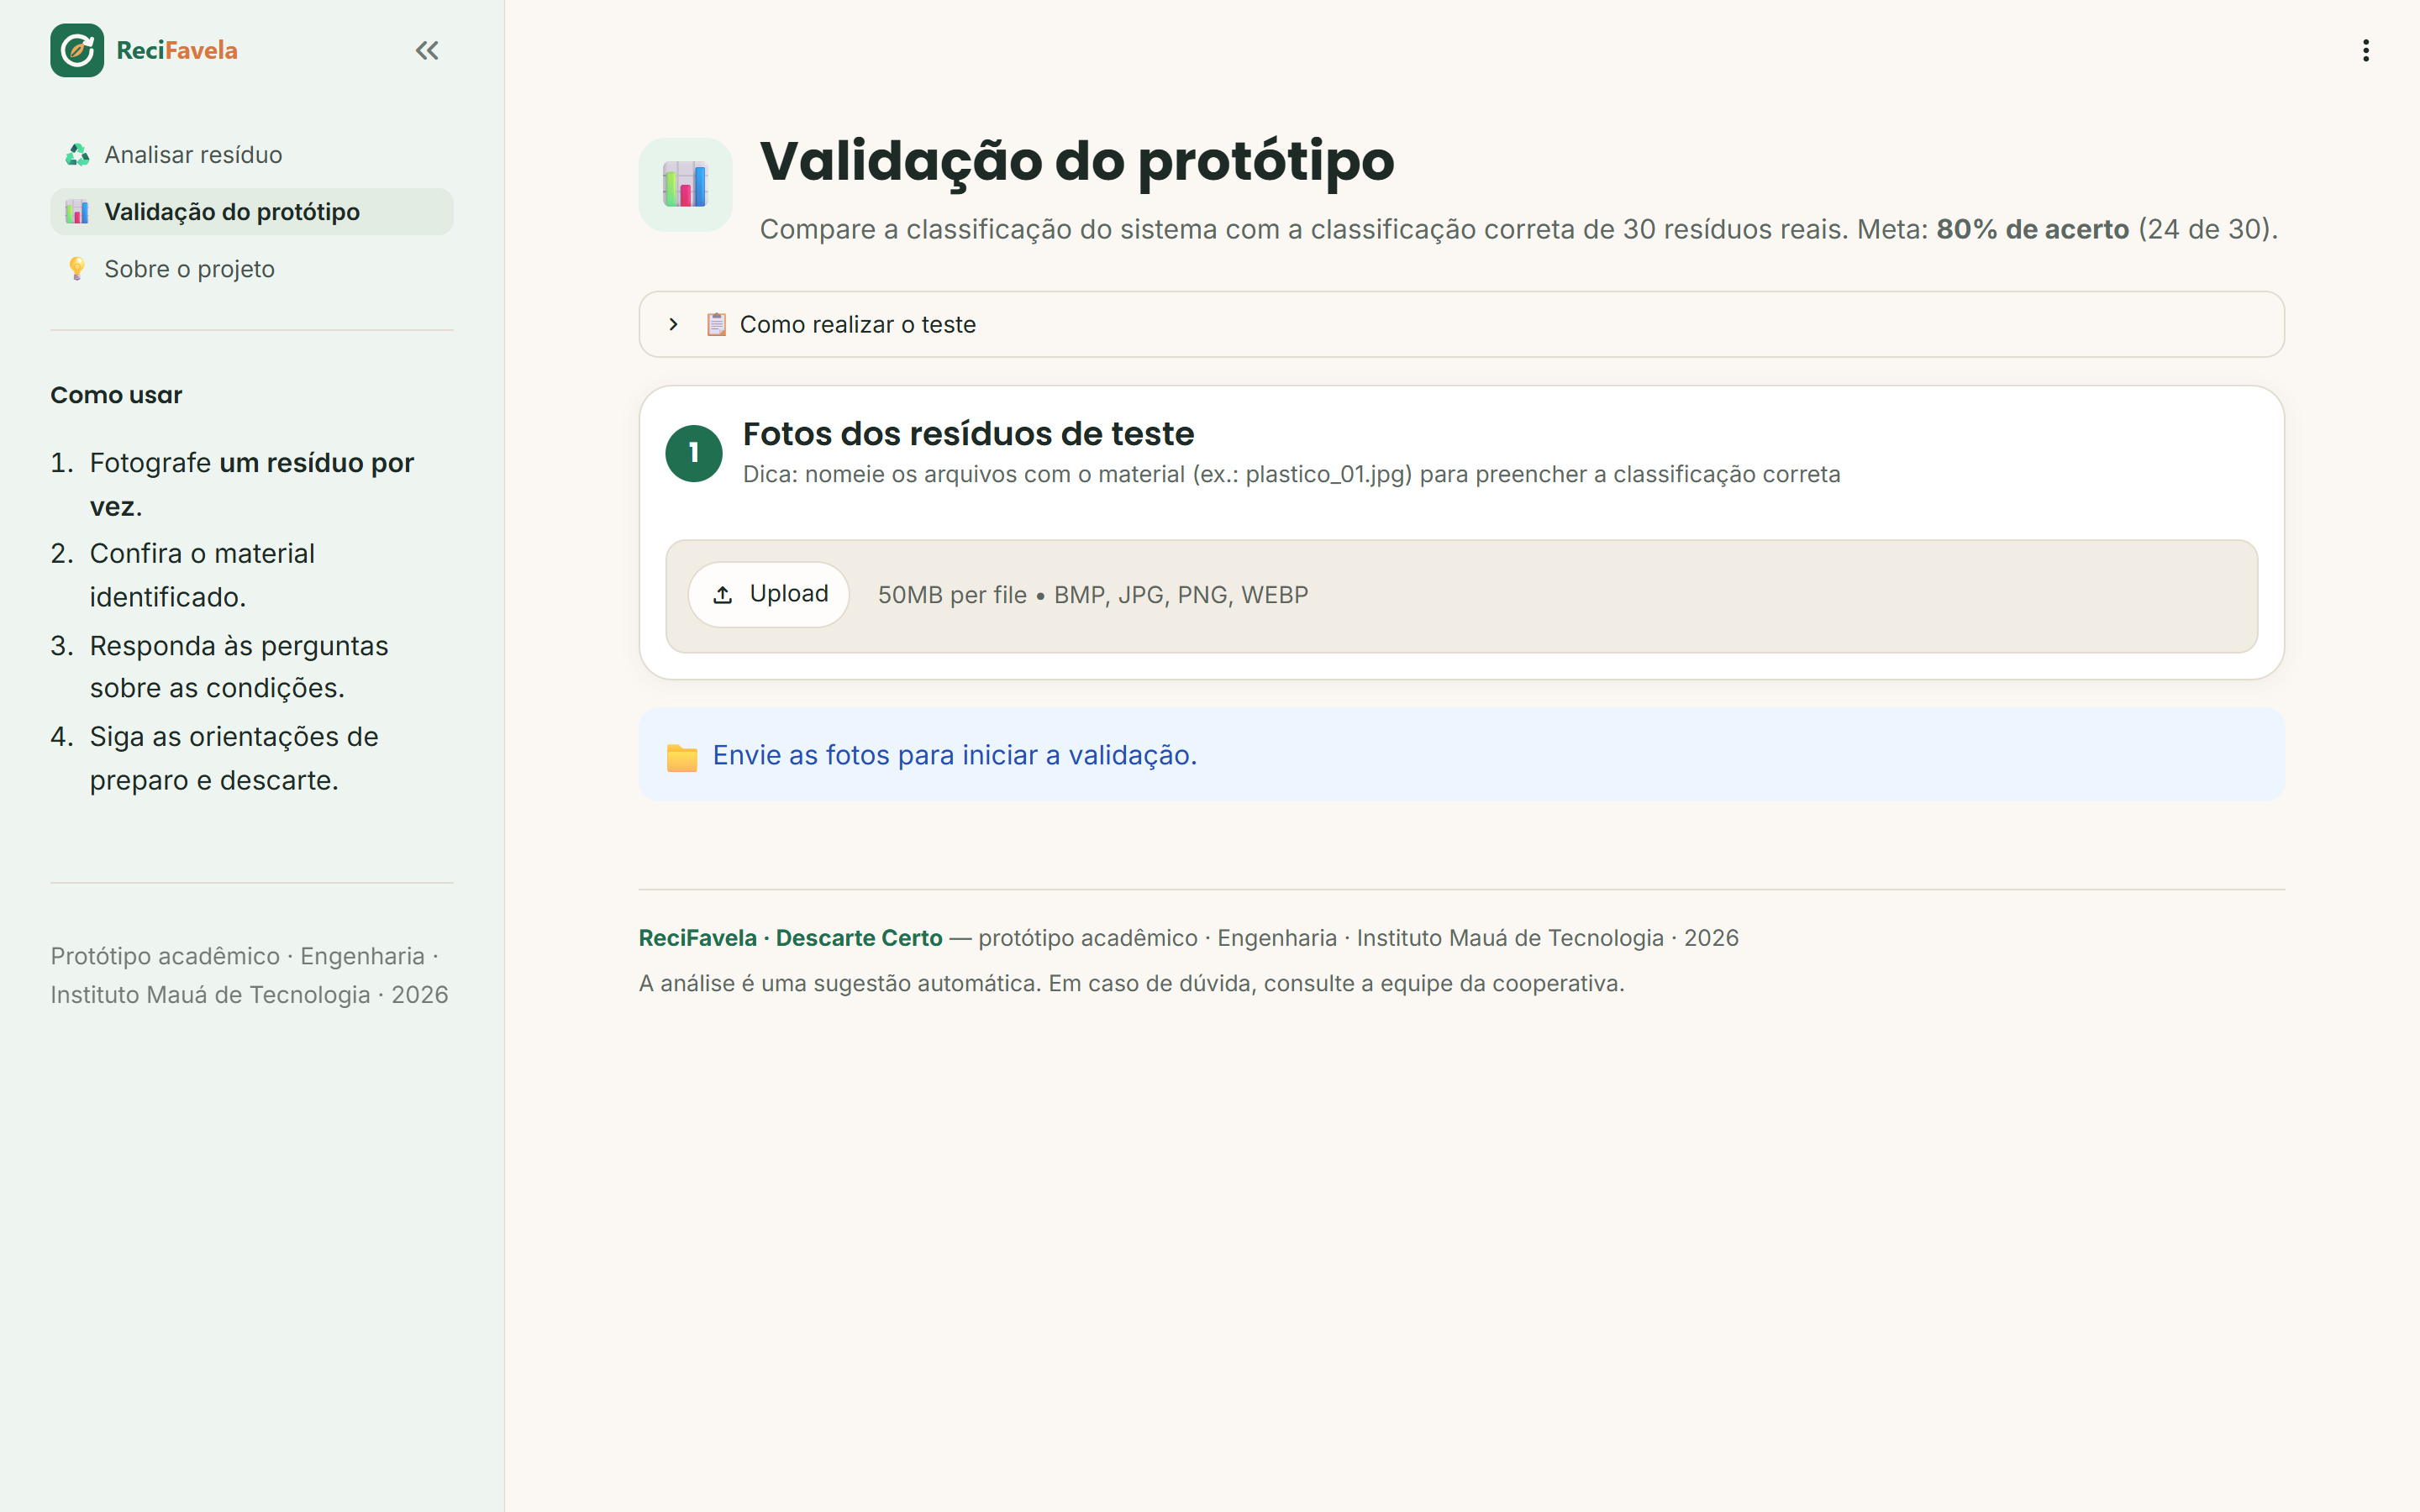 ReciFavela
Analisar resíduo
Validação do protótipo
Sobre o projeto
Como usar
1. Fotografe um resíduo por
vez.
2. Confira o material
identificado.
3. Responda às perguntas
sobre as condições.
4. Siga as orientações de
preparo e descarte.
Protótipo acadêmico · Engenharia ·
Instituto Mauá de Tecnologia · 2026
Validação do protótipo
Compare a classificação do sistema com a classificação correta de 30 resíduos reais. Meta: 80% de acerto (24 de 30).
Como realizar o teste
1
Fotos dos resíduos de teste
Dica: nomeie os arquivos com o material (ex.: plastico_01.jpg) para preencher a classificação correta
Upload 50MB per file • BMP, JPG, PNG, WEBP
Envie as fotos para iniciar a validação.
ReciFavela · Descarte Certo — protótipo acadêmico · Engenharia · Instituto Mauá de Tecnologia · 2026
A análise é uma sugestão automática. Em caso de dúvida, consulte a equipe da cooperativa.